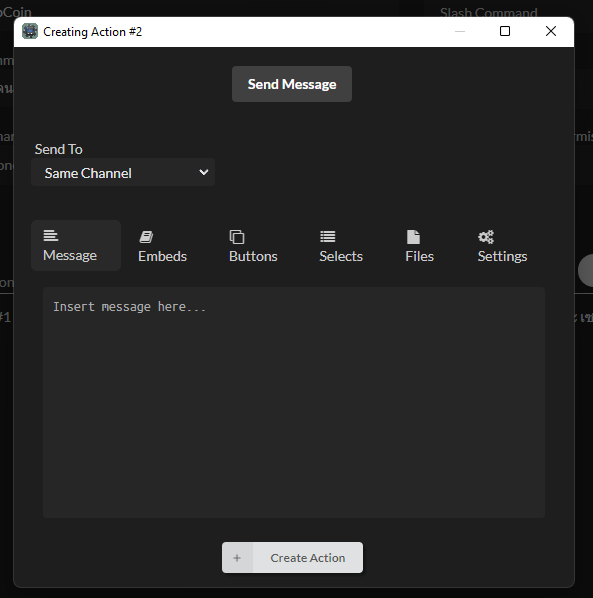 Slash Command
Creating Action #2
Send Message
Send To
Same Channel
Message
Embeds
Buttons
Selects
Files
Settings
Insert message here...
#1
+ Create Action